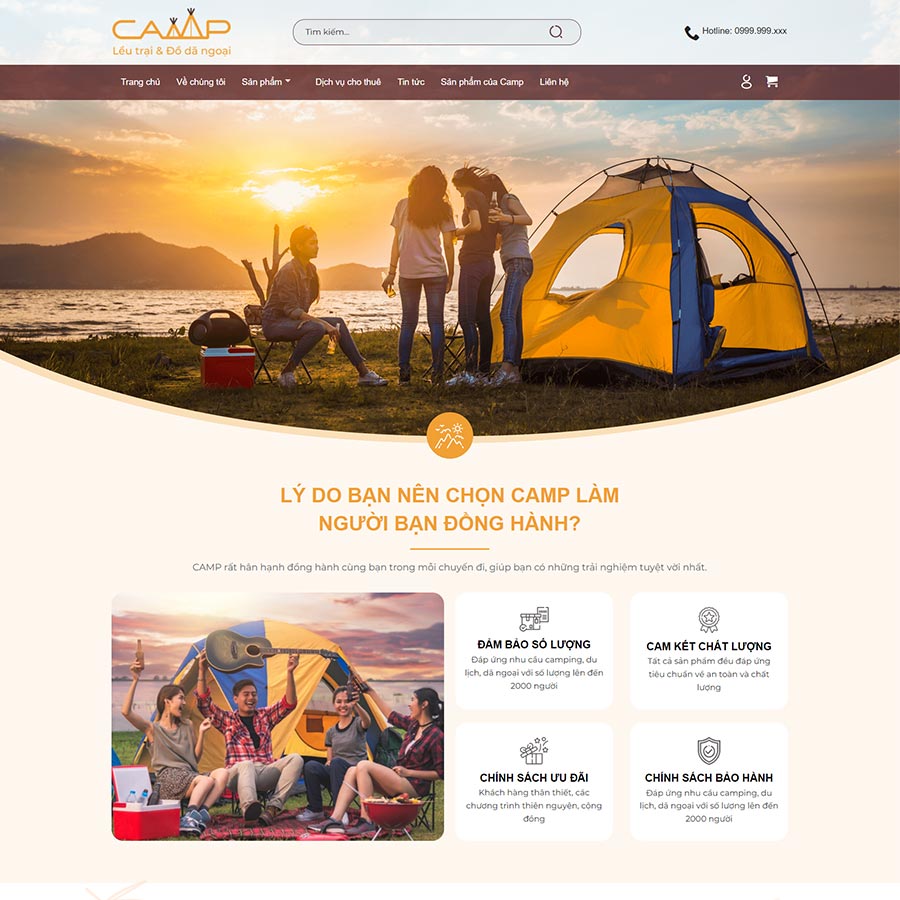 CAMP
Lều trại & Đồ dã ngoại
Tìm kiếm...
Hotline: 0999.999.xxx
Trang chủ Về chúng tôi Sản phẩm Dịch vụ cho thuê Tin tức Sản phẩm của Camp Liên hệ
LÝ DO BẠN NÊN CHỌN CAMP LÀM
NGƯỜI BẠN ĐỒNG HÀNH?
CAMP rất hân hạnh đồng hành cùng bạn trong mỗi chuyến đi, giúp bạn có những trải nghiệm tuyệt vời nhất.
ĐẢM BẢO SỐ LƯỢNG
Đáp ứng nhu cầu camping, du
lịch, dã ngoại với số lượng lên đến
2000 người
CAM KẾT CHẤT LƯỢNG
Tất cả sản phẩm đều đáp ứng
tiêu chuẩn về an toàn và chất
lượng
CHÍNH SÁCH ƯU ĐÃI
Khách hàng thân thiết, các
chương trình thiện nguyện, cộng
đồng
CHÍNH SÁCH BẢO HÀNH
Đáp ứng nhu cầu camping, du
lịch, dã ngoại với số lượng lên đến
2000 người